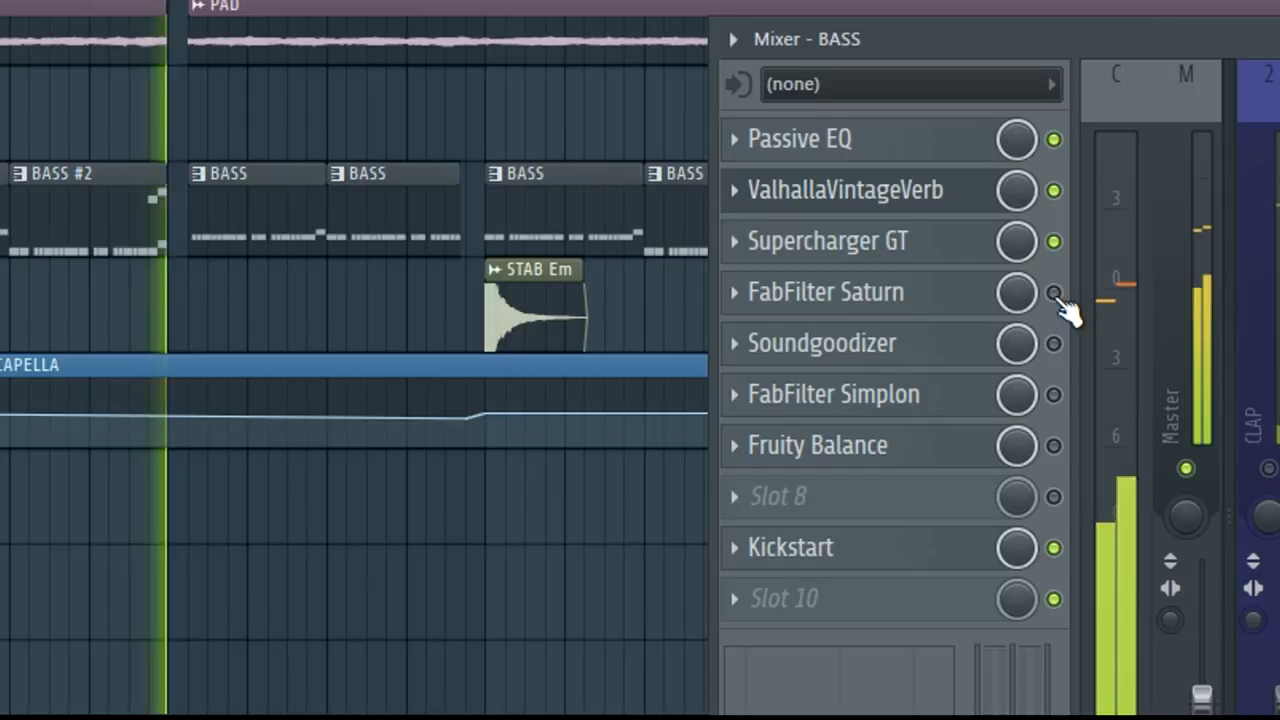 PAD
Mixer - BASS
(none)
C
M
2
Passive EQ
BASS #2
BASS
BASS
BASS
BASS
ValhallaVintageVerb
3
Supercharger GT
STAB Em
FabFilter Saturn
0
Soundgoodizer
3
CAPELLA
FabFilter Simplon
Master
CLAP
6
Fruity Balance
Slot 8
Kickstart
Slot 10